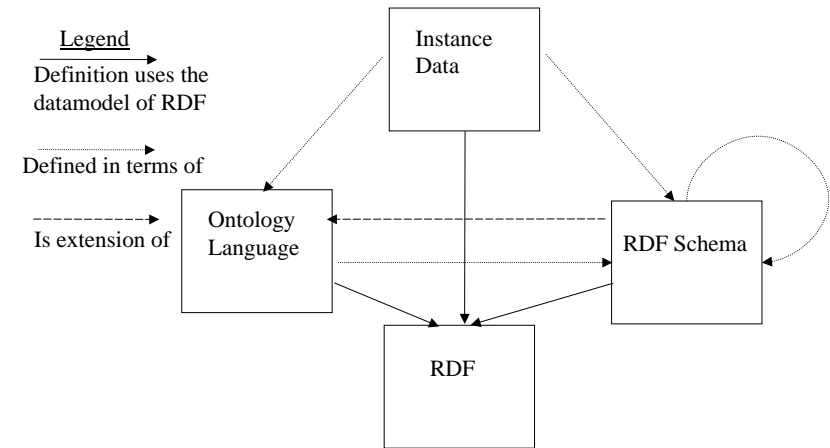 Legend
Definition uses the
datamodel of RDF
Defined in terms of
Is extension of
Instance
Data
Ontology
Language
RDF Schema
RDF